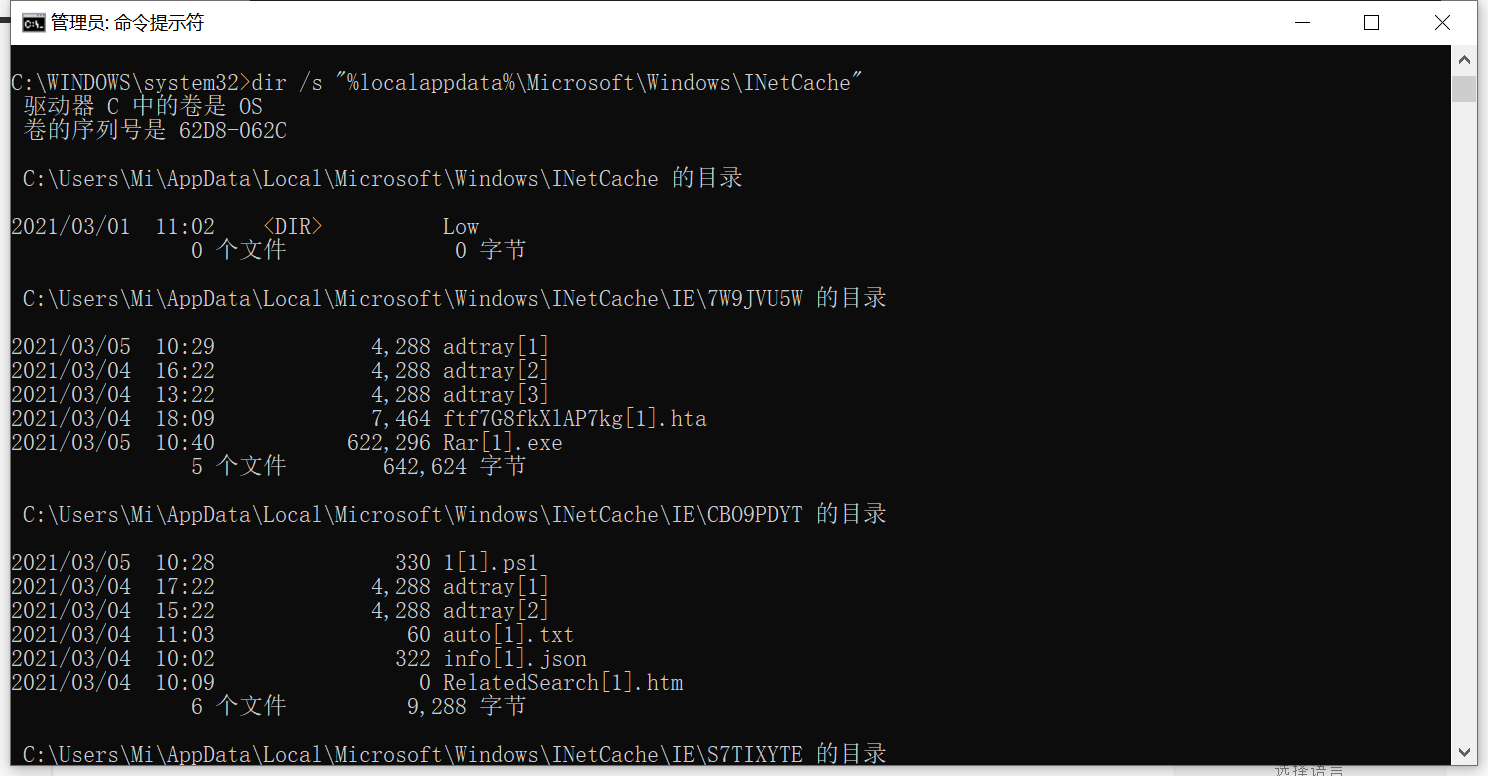 管理员: 命令提示符
C:\WINDOWS\system32>dir /s "%localappdata%\Microsoft\Windows\INetCache"
驱动器 C 中的卷是 OS
卷的序列号是 62D8-062C
C:\Users\Mi\AppData\Local\Microsoft\Windows\INetCache 的目录
2021/03/01  11:02    <DIR>          Low
0 个文件              0 字节
C:\Users\Mi\AppData\Local\Microsoft\Windows\INetCache\IE\7W9JVU5W 的目录
2021/03/05  10:29             4,288 adtray[1]
2021/03/04  16:22             4,288 adtray[2]
2021/03/04  13:22             4,288 adtray[3]
2021/03/04  18:09             7,464 ftf7G8fkXlAP7kg[1].hta
2021/03/05  10:40           622,296 Rar[1].exe
5 个文件        642,624 字节
C:\Users\Mi\AppData\Local\Microsoft\Windows\INetCache\IE\CBO9PDYT 的目录
2021/03/05  10:28               330 1[1].ps1
2021/03/04  17:22             4,288 adtray[1]
2021/03/04  15:22             4,288 adtray[2]
2021/03/04  11:03                60 auto[1].txt
2021/03/04  10:02               322 info[1].json
2021/03/04  10:09                 0 RelatedSearch[1].htm
6 个文件          9,288 字节
C:\Users\Mi\AppData\Local\Microsoft\Windows\INetCache\IE\S7TIXYTE 的目录
选择语言